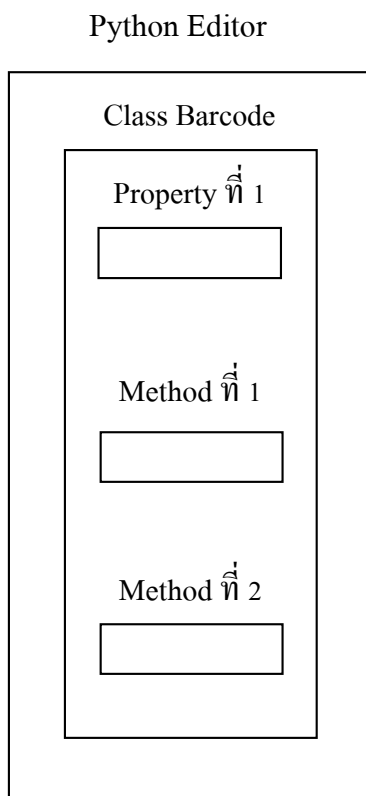 Python Editor
Class Barcode
Property ที่ 1
Method ที่ 1
Method ที่ 2